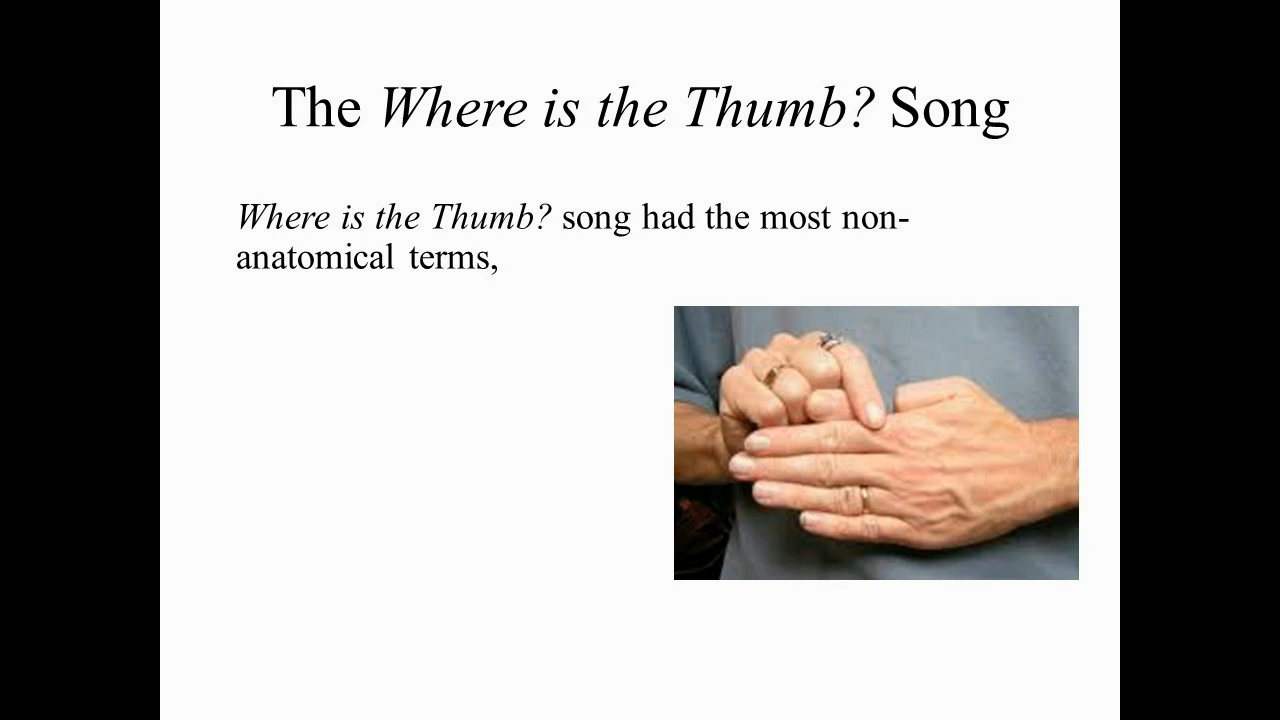 The Where is the Thumb? Song
Where is the Thumb? song had the most non-
anatomical terms,